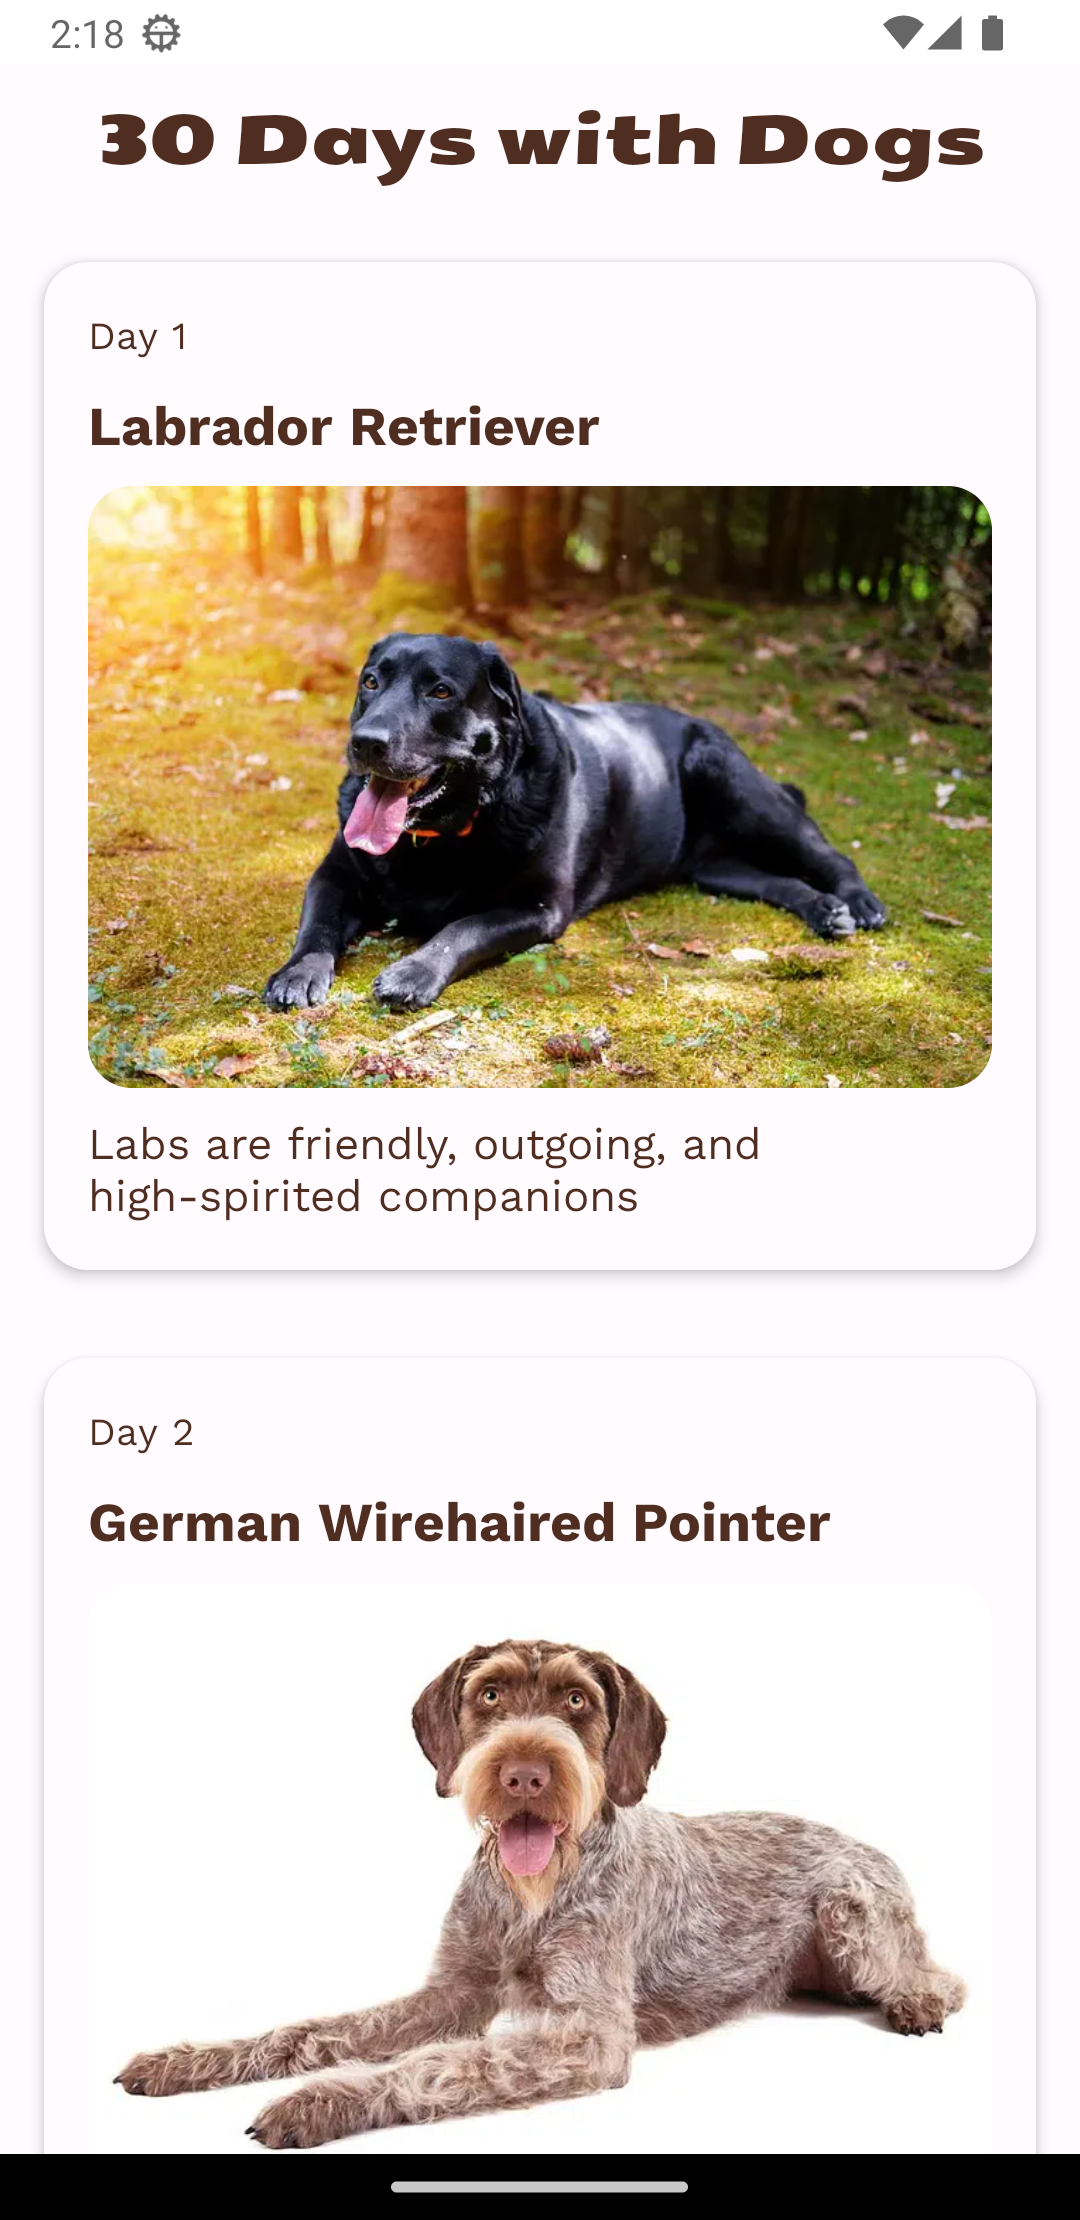 2:18
30 Days with Dogs
Day 1
Labrador Retriever
Labs are friendly, outgoing, and
high-spirited companions
Day 2
German Wirehaired Pointer